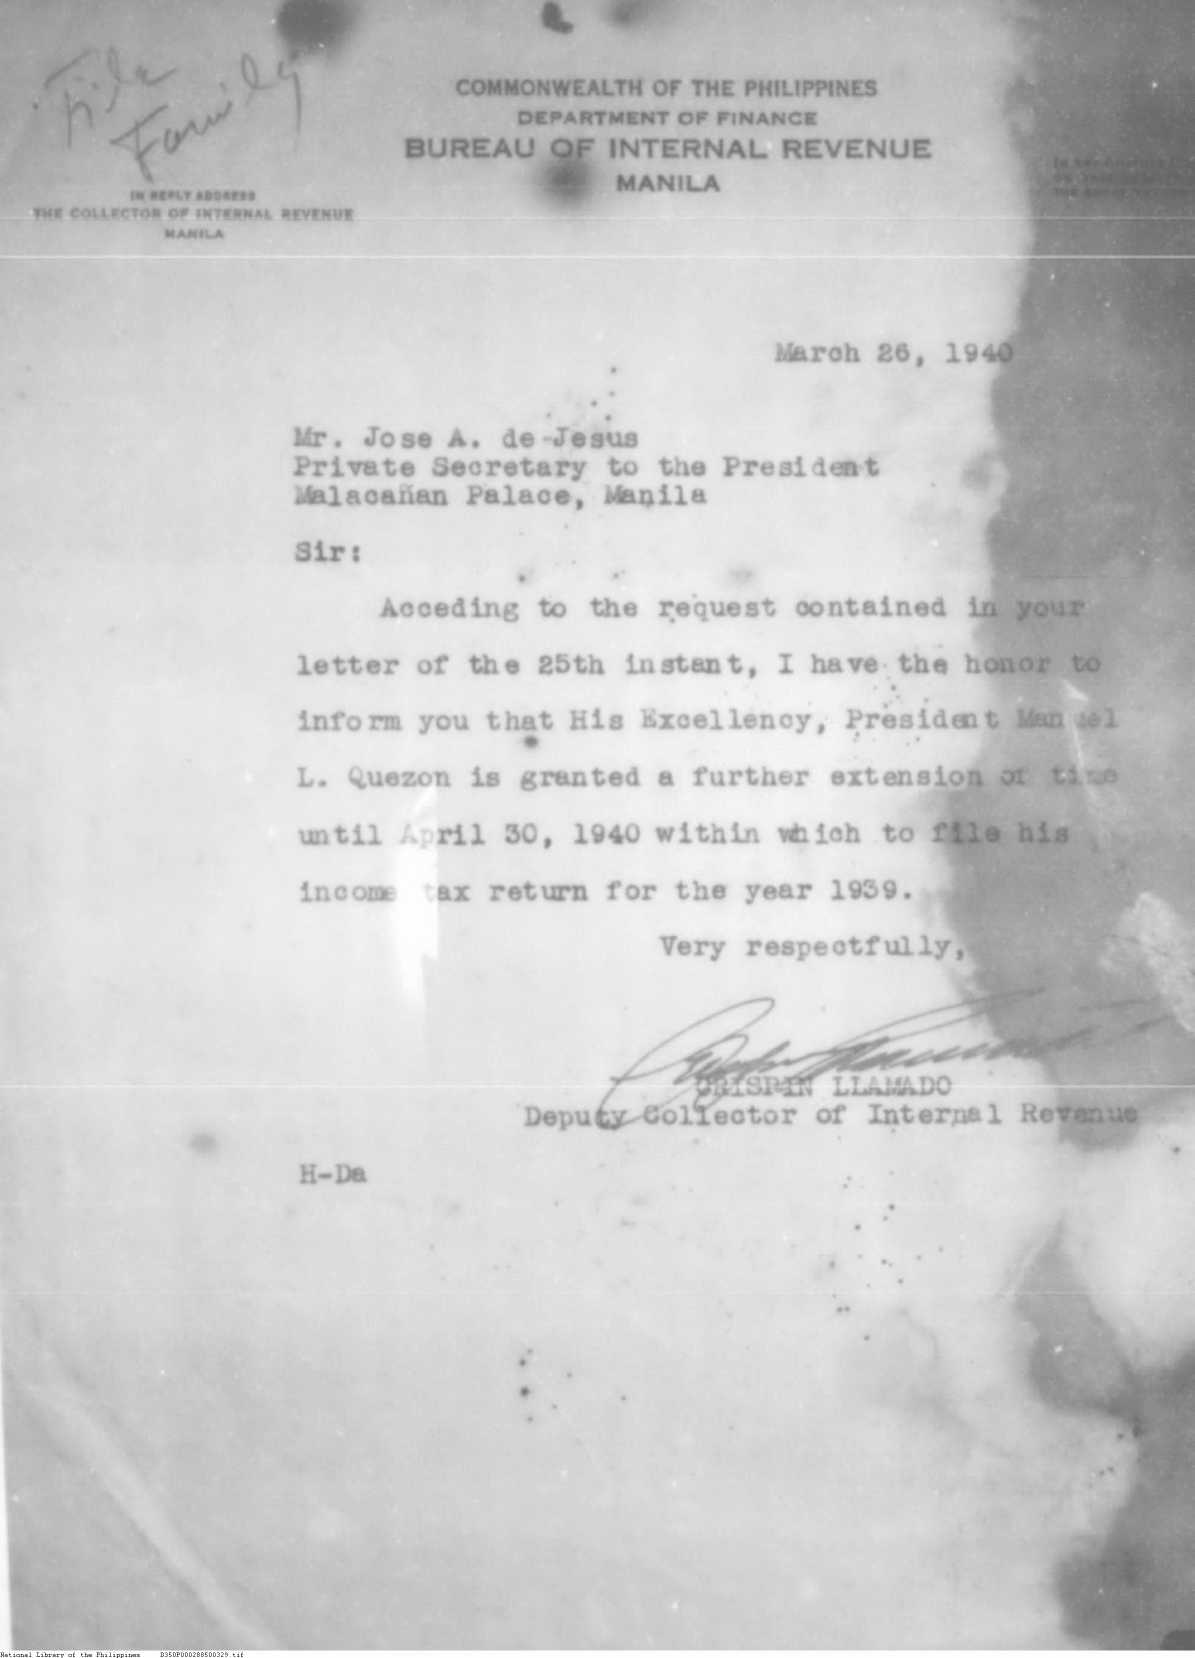 File
Family
COMMONWEALTH OF THE PHILIPPINES
DEPARTMENT OF FINANCE
BUREAU OF INTERNAL REVENUE
MANILA
IN REPLY ADDRESS
THE COLLECTOR OF INTERNAL REVENUE
MANILA
March 26, 1940
Mr. Jose A. de Jesus
Private Secretary to the President
Malacañan Palace, Manila
Sir:
Acceding to the request contained in your
letter of the 25th instant, I have the honor to
inform you that His Excellency, President Manuel
L. Quezon is granted a further extension of time
until April 30, 1940 within which to file his
income tax return for the year 1939.
Very respectfully,
CRISPIN LLAMADO
Deputy Collector of Internal Revenue
H-Da
National Library of the Philippines D350P000288500329.tif